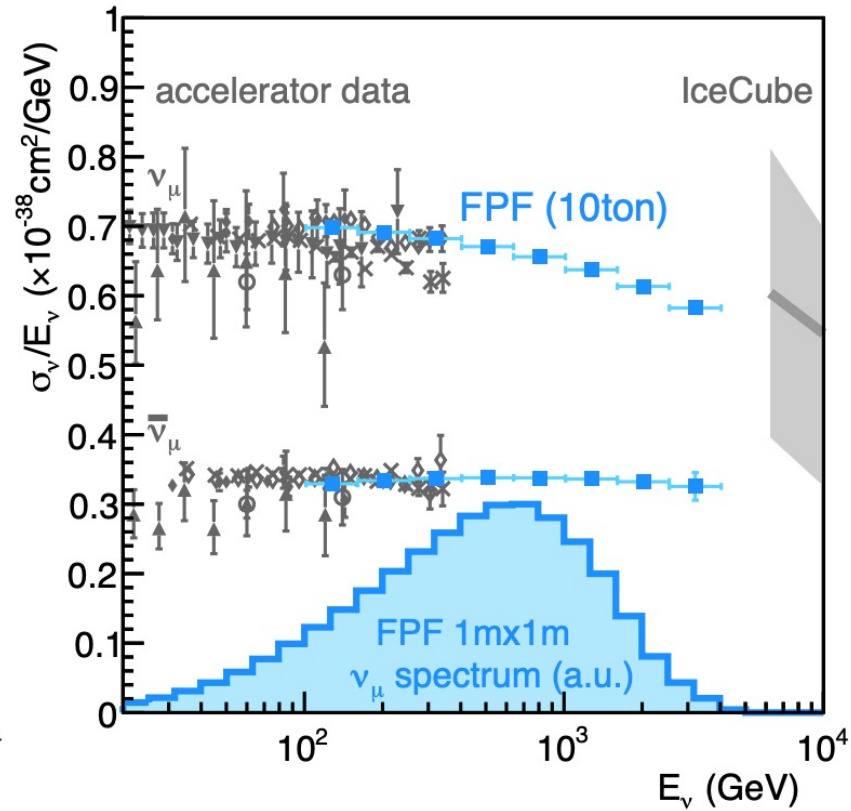 σν/Eν (×10-38cm2/GeV)
1
0.9
0.8
0.7
0.6
0.5
0.4
0.3
0.2
0.1
0
accelerator data
IceCube
νμ
FPF (10ton)
ν̅μ
FPF 1mx1m
νμ spectrum (a.u.)
10²
10³
10⁴
Eν (GeV)